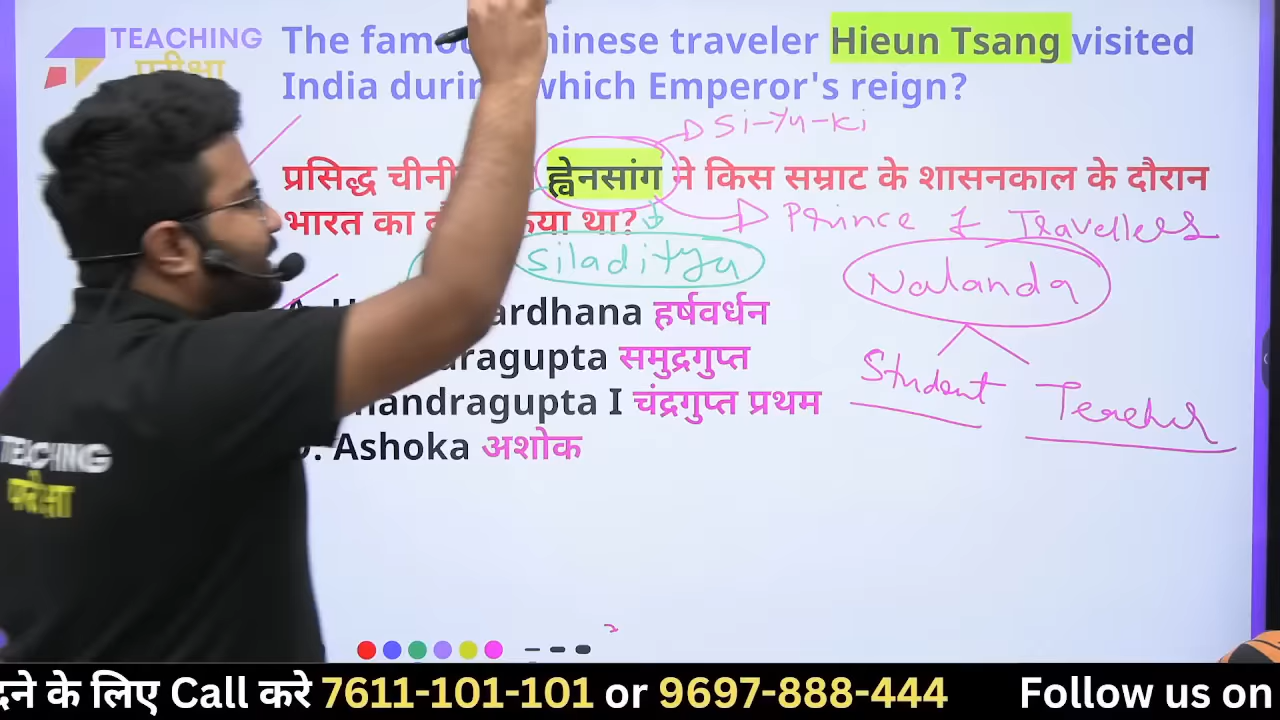 TEACHING
परीक्षा
The famou hinese traveler Hieun Tsang visited
India durin which Emperor's reign?
Si-Yu-Ki
प्रसिद्ध चीनी ह्वेनसांग ने किस सम्राट के शासनकाल के दौरान
भारत का किया था?
Prince of Travellers
Siladitya
Nalanda
A. H ardhana हर्षवर्धन
dragupta समुद्रगुप्त
Student
handragupta I चंद्रगुप्त प्रथम
D. Ashoka अशोक
TEACHING
परीक्षा
देने के लिए Call करे 7611-101-101 or 9697-888-444 Follow us on